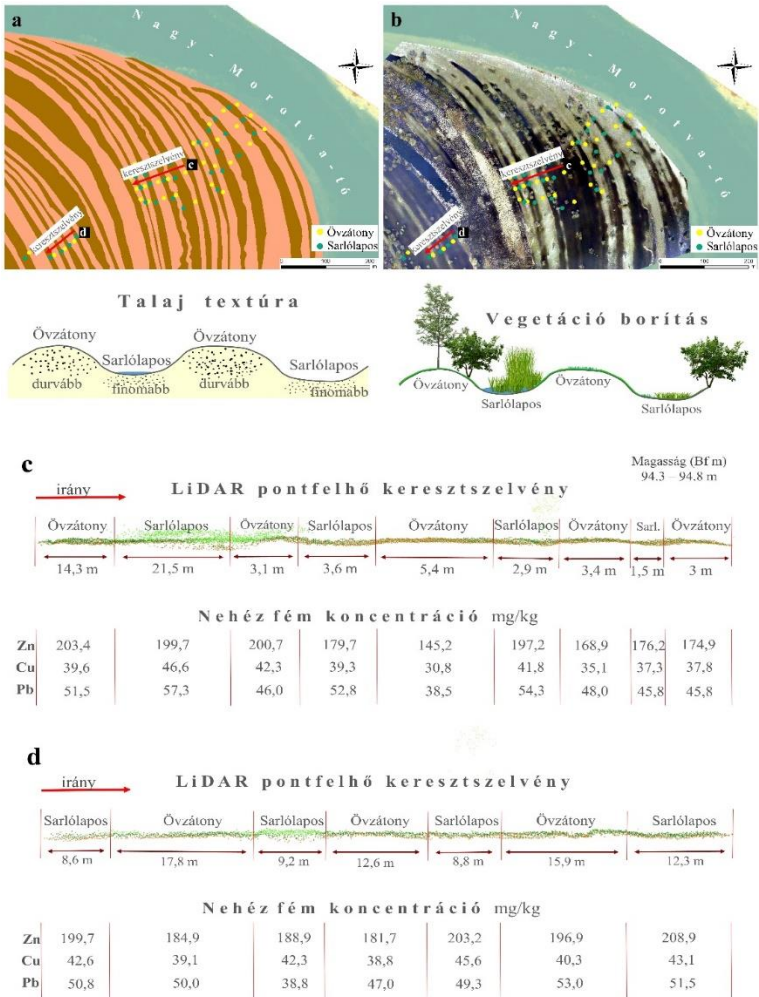 a
Nagy-Morotva-tó
keresztszelvény
c
keresztszelvény
d
Övzátony
Sarlólapos
b
Nagy-Morotva-tó
keresztszelvény
c
keresztszelvény
d
Övzátony
Sarlólapos
Talaj textúra
Övzátony Sarlólapos Övzátony Sarlólapos
durvább finomabb durvább finomabb
Vegetáció borítás
Övzátony Sarlólapos Övzátony Sarlólapos
c
Magasság (Bf m)
94.3 – 94.8 m
irány
LiDAR pontfelhő keresztszelvény
Övzátony Sarlólapos Övzátony Sarlólapos Övzátony Sarlólapos Övzátony Sarl. Övzátony
14,3 m 21,5 m 3,1 m 3,6 m 5,4 m 2,9 m 3,4 m 1,5 m 3 m
Nehéz fém koncentráció mg/kg
Zn 203,4 199,7 200,7 179,7 145,2 197,2 168,9 176,2 174,9
Cu 39,6 46,6 42,3 39,3 30,8 41,8 35,1 37,3 37,8
Pb 51,5 57,3 46,0 52,8 38,5 54,3 48,0 45,8 45,8
d
irány
LiDAR pontfelhő keresztszelvény
Sarlólapos Övzátony Sarlólapos Övzátony Sarlólapos Övzátony Sarlólapos
8,6 m 17,8 m 9,2 m 12,6 m 8,8 m 15,9 m 12,3 m
Nehéz fém koncentráció mg/kg
Zn 199,7 184,9 188,9 181,7 203,2 196,9 208,9
Cu 42,6 39,1 42,3 38,8 45,6 40,3 43,1
Pb 50,8 50,0 38,8 47,0 49,3 53,0 51,5